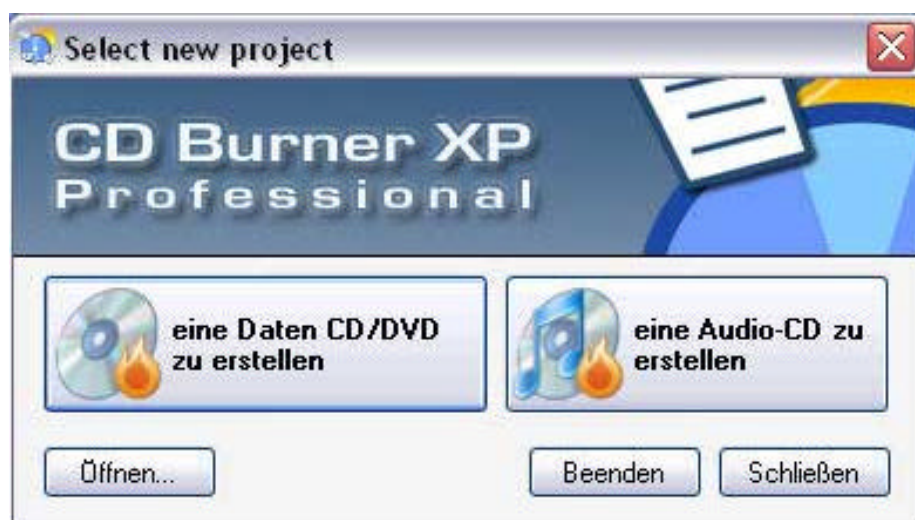 Select new project
CD Burner XP
Professional
eine Daten CD/DVD
zu erstellen
eine Audio-CD zu
erstellen
Öffnen...
Beenden
Schließen